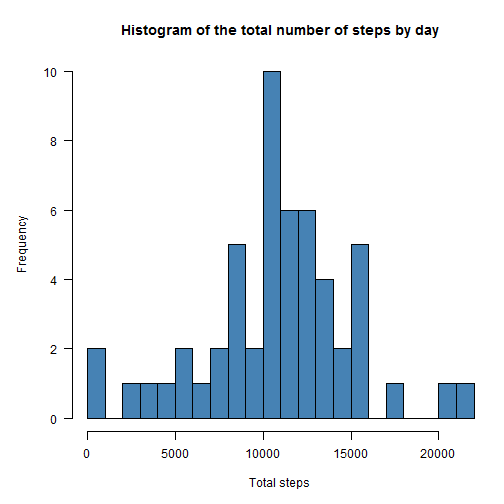 Histogram of the total number of steps by day
Frequency
10
8
6
4
2
0
0 5000 10000 15000 20000
Total steps